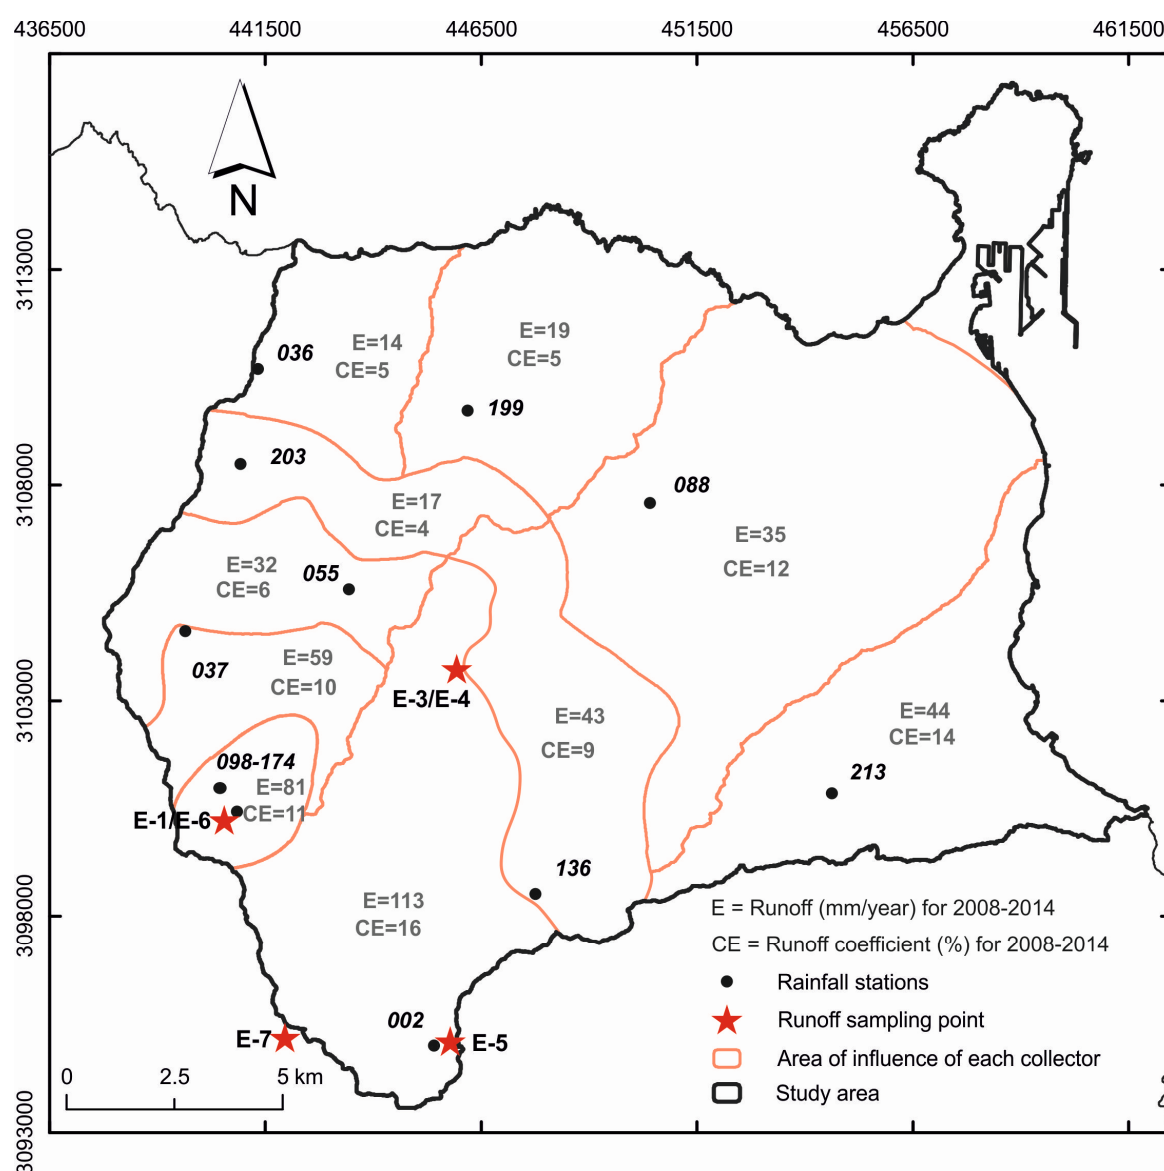 436500 441500 446500 451500 456500 461500
N
3113000
3108000
3103000
3098000
3093000
036
E=14
CE=5
E=19
CE=5
199
203
E=17
CE=4
088
E=35
CE=12
E=32
CE=6
055
037
E=59
CE=10
E-3/E-4
E=43
CE=9
E=44
CE=14
213
098-174
E=81
CE=11
E-1/E-6
136
E=113
CE=16
002
E-7
E-5
0 2.5 5 km
E = Runoff (mm/year) for 2008-2014
CE = Runoff coefficient (%) for 2008-2014
Rainfall stations
Runoff sampling point
Area of influence of each collector
Study area